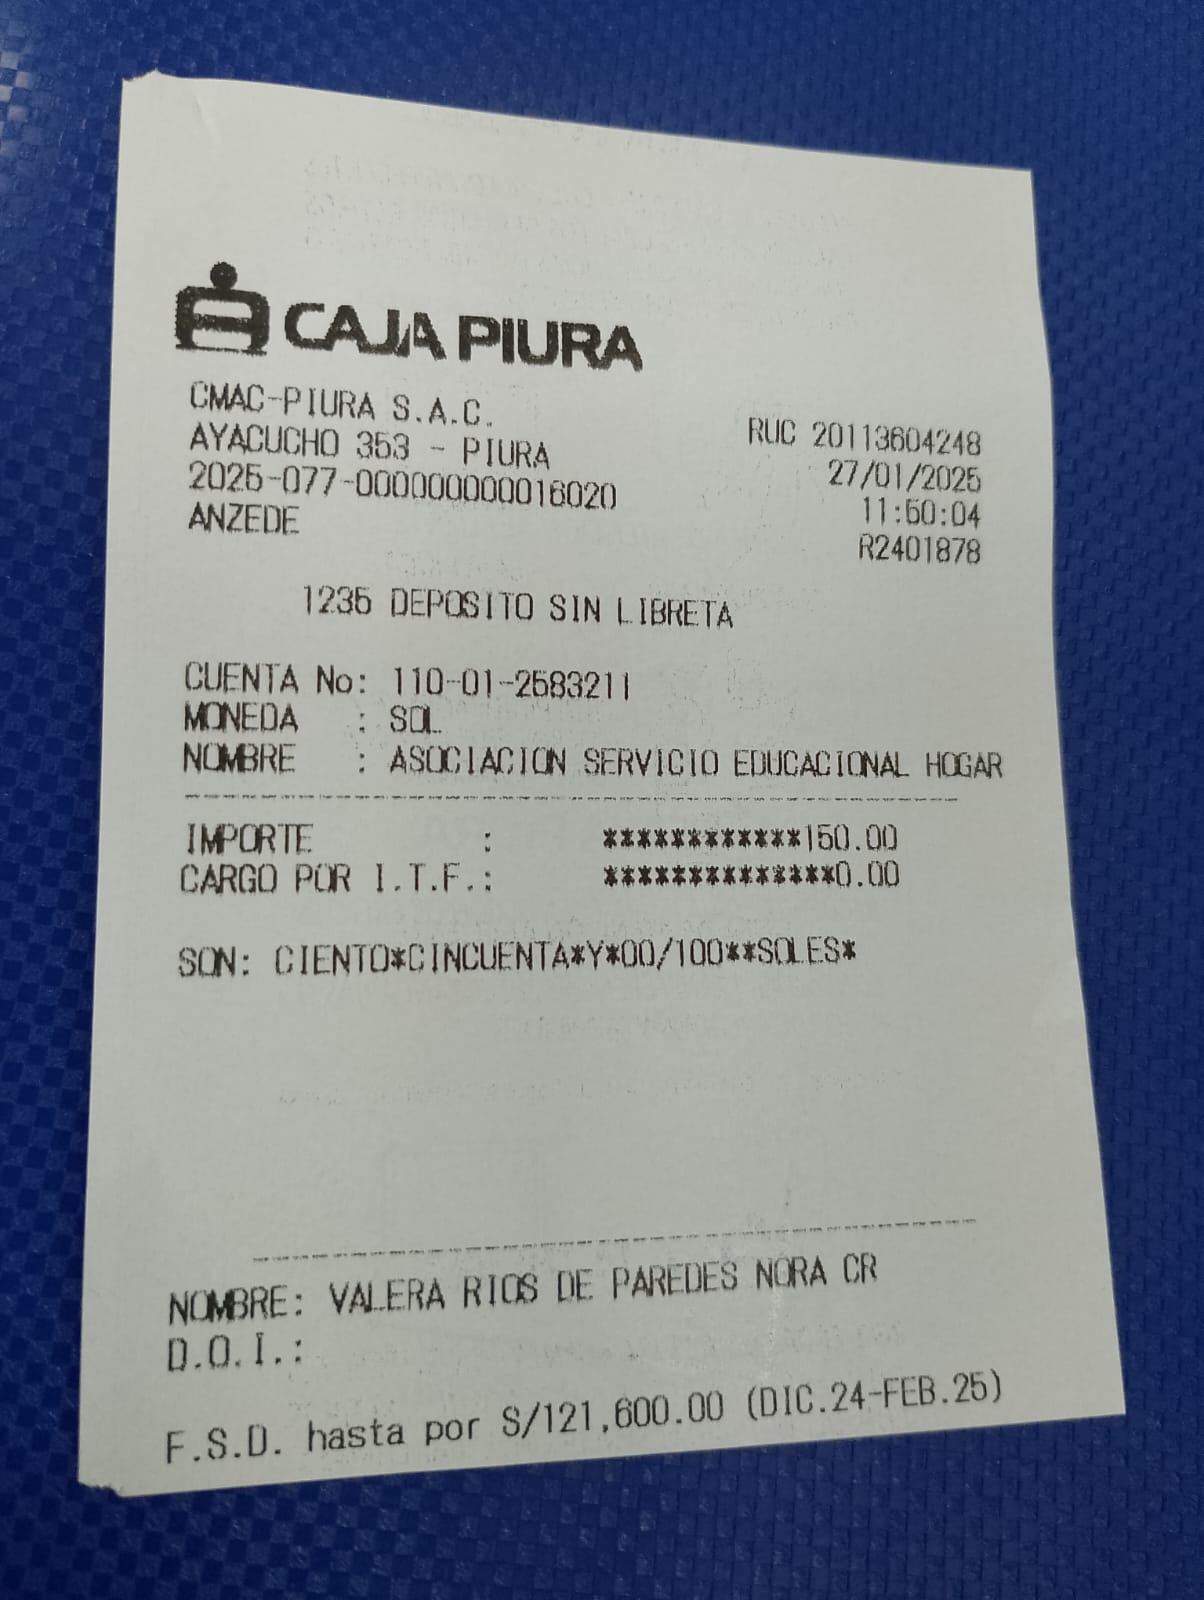 CAJA PIURA
CMAC-PIURA S.A.C.
AYACUCHO 353 - PIURA
RUC 20113604248
2025-077-000000000016020
27/01/2025
ANZEDE
11:50:04
R2401878
1235 DEPOSITO SIN LIBRETA
CUENTA No: 110-01-2583211
MONEDA : SOL
NOMBRE : ASOCIACION SERVICIO EDUCACIONAL HOGAR
IMPORTE : ************150.00
CARGO POR I.T.F.: **************0.00
SON: CIENTO*CINCUENTA*Y*00/100**SOLES*
NOMBRE: VALERA RIOS DE PAREDES NORA CR
D.O.I.:
F.S.D. hasta por S/121,600.00 (DIC.24-FEB.25)